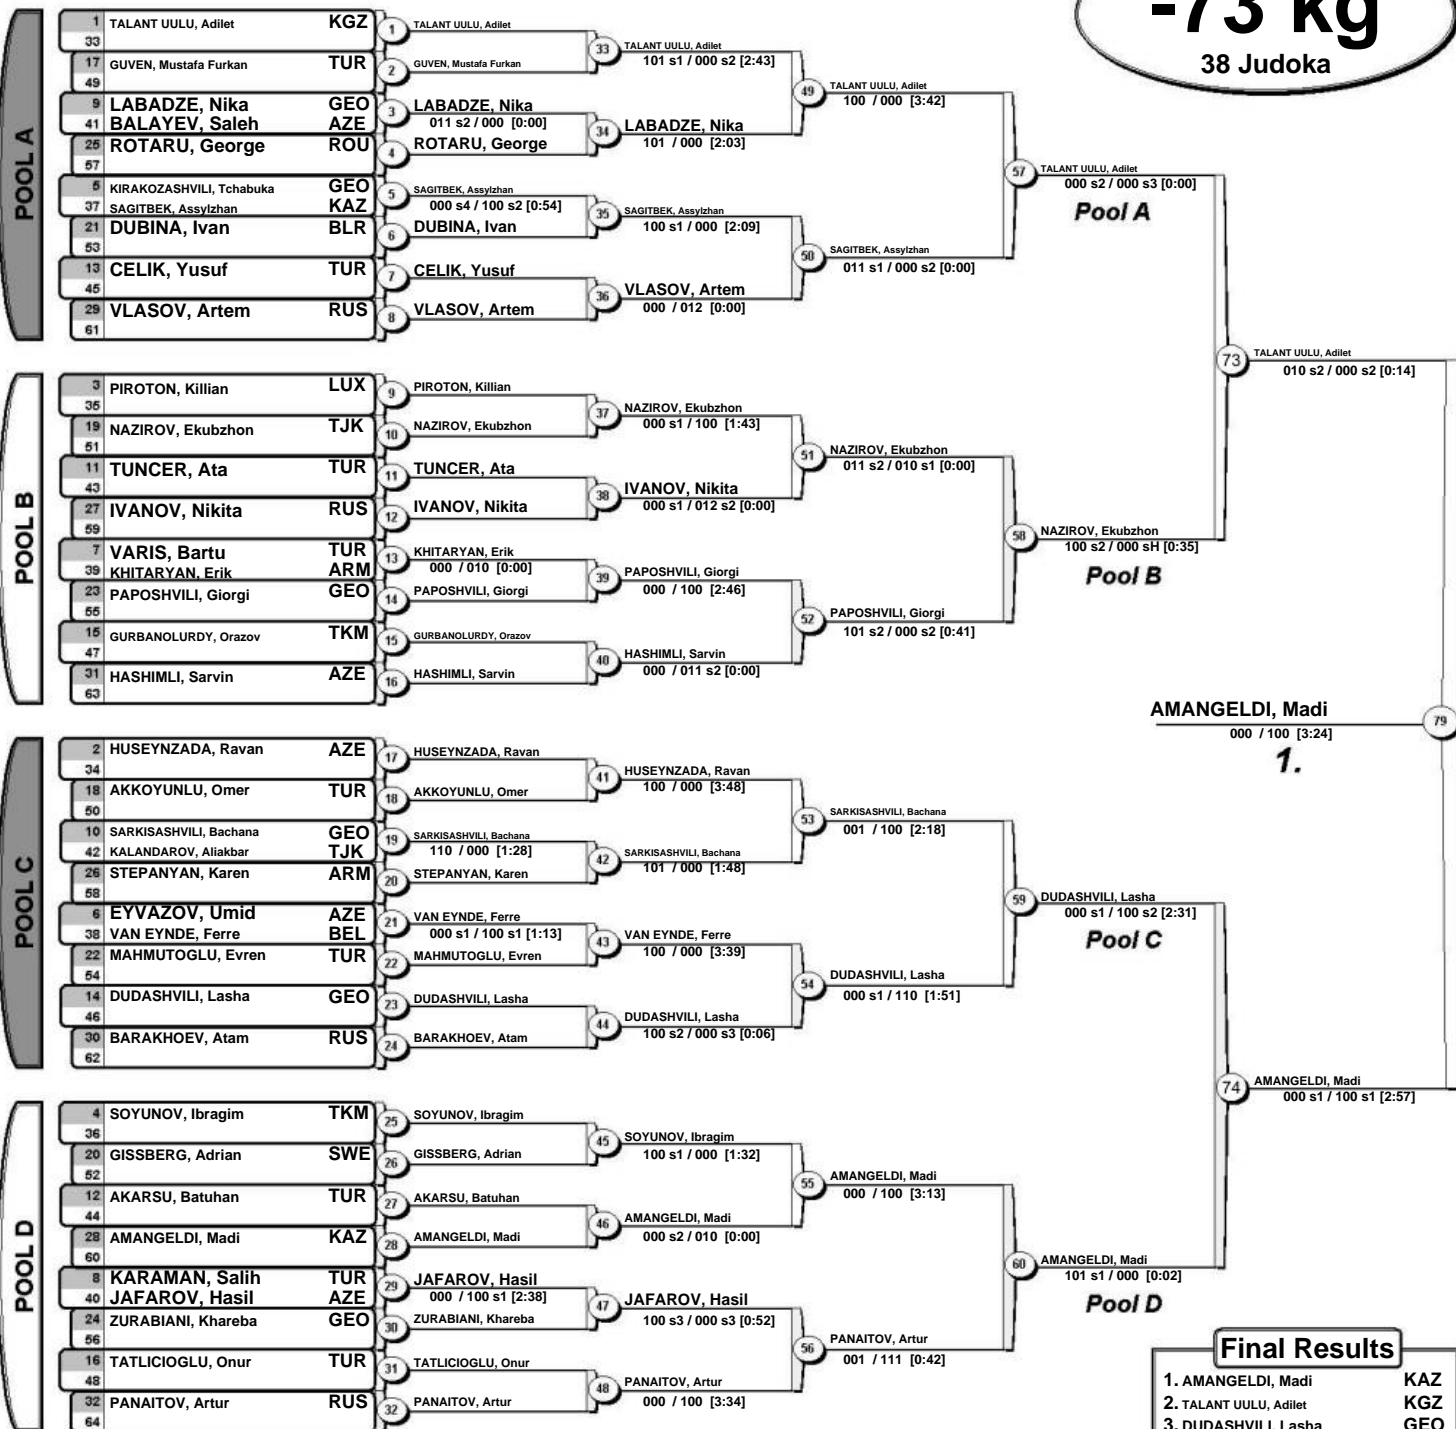 -73 kg
38 Judoka
POOL A
1 TALANT UULU, Adilet KGZ
33
17 GUVEN, Mustafa Furkan TUR
49
9 LABADZE, Nika GEO
41 BALAYEV, Saleh AZE
25 ROTARU, George ROU
57
5 KIRAKOZASHVILI, Tchabuka GEO
37 SAGITBEK, Assylzhan KAZ
21 DUBINA, Ivan BLR
53
13 CELIK, Yusuf TUR
45
29 VLASOV, Artem RUS
61
1 TALANT UULU, Adilet
2 GUVEN, Mustafa Furkan
3 LABADZE, Nika
011 s2 / 000 [0:00]
4 ROTARU, George
5 SAGITBEK, Assylzhan
000 s4 / 100 s2 [0:54]
6 DUBINA, Ivan
7 CELIK, Yusuf
8 VLASOV, Artem
33 TALANT UULU, Adilet
101 s1 / 000 s2 [2:43]
34 LABADZE, Nika
101 / 000 [2:03]
35 SAGITBEK, Assylzhan
100 s1 / 000 [2:09]
36 VLASOV, Artem
000 / 012 [0:00]
49 TALANT UULU, Adilet
100 / 000 [3:42]
50 SAGITBEK, Assylzhan
011 s1 / 000 s2 [0:00]
57 TALANT UULU, Adilet
000 s2 / 000 s3 [0:00]
Pool A
POOL B
3 PIROTON, Killian LUX
35
19 NAZIROV, Ekubzhon TJK
51
11 TUNCER, Ata TUR
43
27 IVANOV, Nikita RUS
59
7 VARIS, Bartu TUR
39 KHITARYAN, Erik ARM
23 PAPOSHVILI, Giorgi GEO
55
15 GURBANOLURDY, Orazov TKM
47
31 HASHIMLI, Sarvin AZE
63
9 PIROTON, Killian
10 NAZIROV, Ekubzhon
11 TUNCER, Ata
12 IVANOV, Nikita
13 KHITARYAN, Erik
000 / 010 [0:00]
14 PAPOSHVILI, Giorgi
15 GURBANOLURDY, Orazov
16 HASHIMLI, Sarvin
37 NAZIROV, Ekubzhon
000 s1 / 100 [1:43]
38 IVANOV, Nikita
000 s1 / 012 s2 [0:00]
39 PAPOSHVILI, Giorgi
000 / 100 [2:46]
40 HASHIMLI, Sarvin
000 / 011 s2 [0:00]
51 NAZIROV, Ekubzhon
011 s2 / 010 s1 [0:00]
52 PAPOSHVILI, Giorgi
101 s2 / 000 s2 [0:41]
58 NAZIROV, Ekubzhon
100 s2 / 000 sH [0:35]
Pool B
73 TALANT UULU, Adilet
010 s2 / 000 s2 [0:14]
AMANGELDI, Madi 79
000 / 100 [3:24]
1.
POOL C
2 HUSEYNZADA, Ravan AZE
34
18 AKKOYUNLU, Omer TUR
50
10 SARKISASHVILI, Bachana GEO
42 KALANDAROV, Aliakbar TJK
26 STEPANYAN, Karen ARM
58
6 EYVAZOV, Umid AZE
38 VAN EYNDE, Ferre BEL
22 MAHMUTOGLU, Evren TUR
54
14 DUDASHVILI, Lasha GEO
46
30 BARAKHOEV, Atam RUS
62
17 HUSEYNZADA, Ravan
18 AKKOYUNLU, Omer
19 SARKISASHVILI, Bachana
110 / 000 [1:28]
20 STEPANYAN, Karen
21 VAN EYNDE, Ferre
000 s1 / 100 s1 [1:13]
22 MAHMUTOGLU, Evren
23 DUDASHVILI, Lasha
24 BARAKHOEV, Atam
41 HUSEYNZADA, Ravan
100 / 000 [3:48]
42 SARKISASHVILI, Bachana
101 / 000 [1:48]
43 VAN EYNDE, Ferre
100 / 000 [3:39]
44 DUDASHVILI, Lasha
100 s2 / 000 s3 [0:06]
53 SARKISASHVILI, Bachana
001 / 100 [2:18]
54 DUDASHVILI, Lasha
000 s1 / 110 [1:51]
59 DUDASHVILI, Lasha
000 s1 / 100 s2 [2:31]
Pool C
POOL D
4 SOYUNOV, Ibragim TKM
36
20 GISSBERG, Adrian SWE
52
12 AKARSU, Batuhan TUR
44
28 AMANGELDI, Madi KAZ
60
8 KARAMAN, Salih TUR
40 JAFAROV, Hasil AZE
24 ZURABIANI, Khareba GEO
56
16 TATLICIOGLU, Onur TUR
48
32 PANAITOV, Artur RUS
64
25 SOYUNOV, Ibragim
26 GISSBERG, Adrian
27 AKARSU, Batuhan
28 AMANGELDI, Madi
29 JAFAROV, Hasil
000 / 100 s1 [2:38]
30 ZURABIANI, Khareba
31 TATLICIOGLU, Onur
32 PANAITOV, Artur
45 SOYUNOV, Ibragim
100 s1 / 000 [1:32]
46 AMANGELDI, Madi
000 s2 / 010 [0:00]
47 JAFAROV, Hasil
100 s3 / 000 s3 [0:52]
48 PANAITOV, Artur
000 / 100 [3:34]
55 AMANGELDI, Madi
000 / 100 [3:13]
56 PANAITOV, Artur
001 / 111 [0:42]
60 AMANGELDI, Madi
101 s1 / 000 [0:02]
Pool D
74 AMANGELDI, Madi
000 s1 / 100 s1 [2:57]
Final Results
1. AMANGELDI, Madi KAZ
2. TALANT UULU, Adilet KGZ
3. DUDASHVILI, Lasha GEO